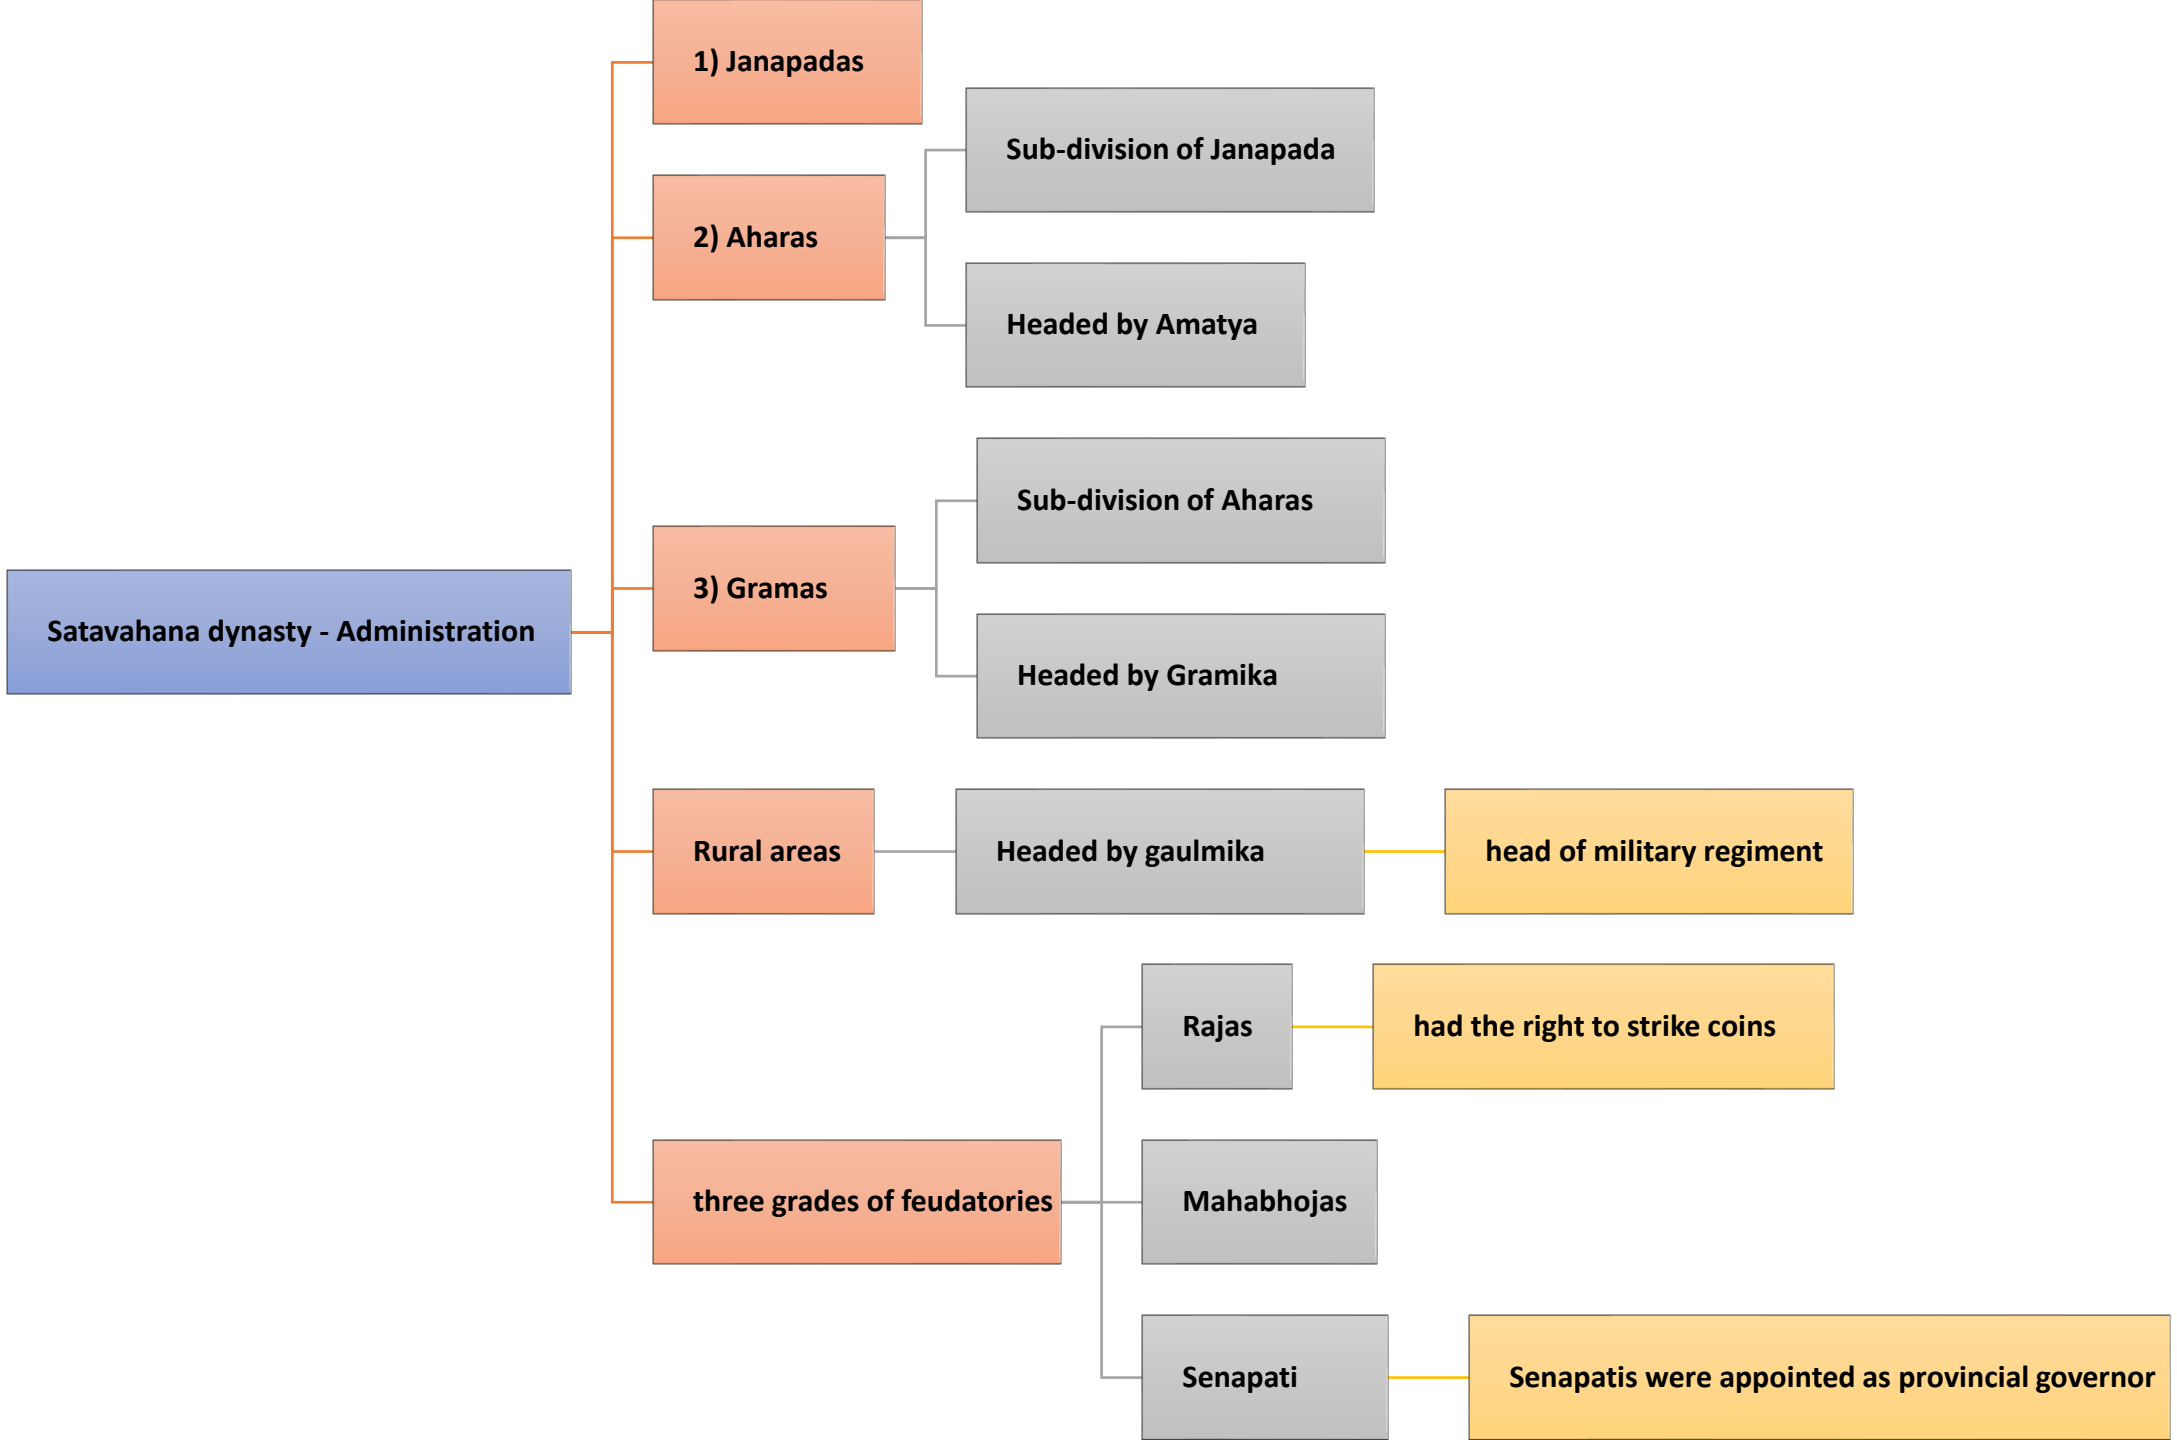 Satavahana dynasty - Administration
1) Janapadas
2) Aharas
Sub-division of Janapada
Headed by Amatya
3) Gramas
Sub-division of Aharas
Headed by Gramika
Rural areas
Headed by gaulmika
head of military regiment
three grades of feudatories
Rajas
had the right to strike coins
Mahabhojas
Senapati
Senapatis were appointed as provincial governor